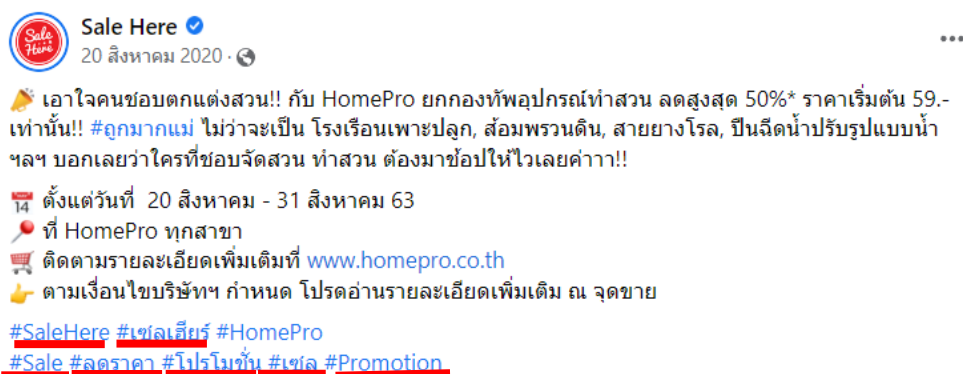 Sale Here
Sale Here
20 สิงหาคม 2020 ·
เอาใจคนชอบตกแต่งสวน!! กับ HomePro ยกกองทัพอุปกรณ์ทำสวน ลดสูงสุด 50%* ราคาเริ่มต้น 59.-
เท่านั้น!! #ถูกมากแม่ ไม่ว่าจะเป็น โรงเรือนเพาะปลูก, ส้อมพรวนดิน, สายยางโรล, ปืนฉีดน้ำปรับรูปแบบน้ำ
ฯลฯ บอกเลยว่าใครที่ชอบจัดสวน ทำสวน ต้องมาช้อปให้ไวเลยค่าาา!!
14 ตั้งแต่วันที่ 20 สิงหาคม - 31 สิงหาคม 63
ที่ HomePro ทุกสาขา
ติดตามรายละเอียดเพิ่มเติมที่ www.homepro.co.th
ตามเงื่อนไขบริษัทฯ กำหนด โปรดอ่านรายละเอียดเพิ่มเติม ณ จุดขาย
#SaleHere #เซลเฮียร์ #HomePro
#Sale #ลดราคา #โปรโมชั่น #เซล #Promotion